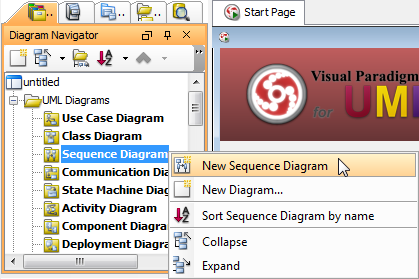 Diagram Navigator
untitled
UML Diagrams
Use Case Diagram
Class Diagram
Sequence Diagram
Communication Dia
State Machine Diag
Activity Diagram
Component Diagra
Deployment Diagra
Start Page
Visual Paradigm
for UML
New Sequence Diagram
New Diagram...
Sort Sequence Diagram by name
Collapse
Expand